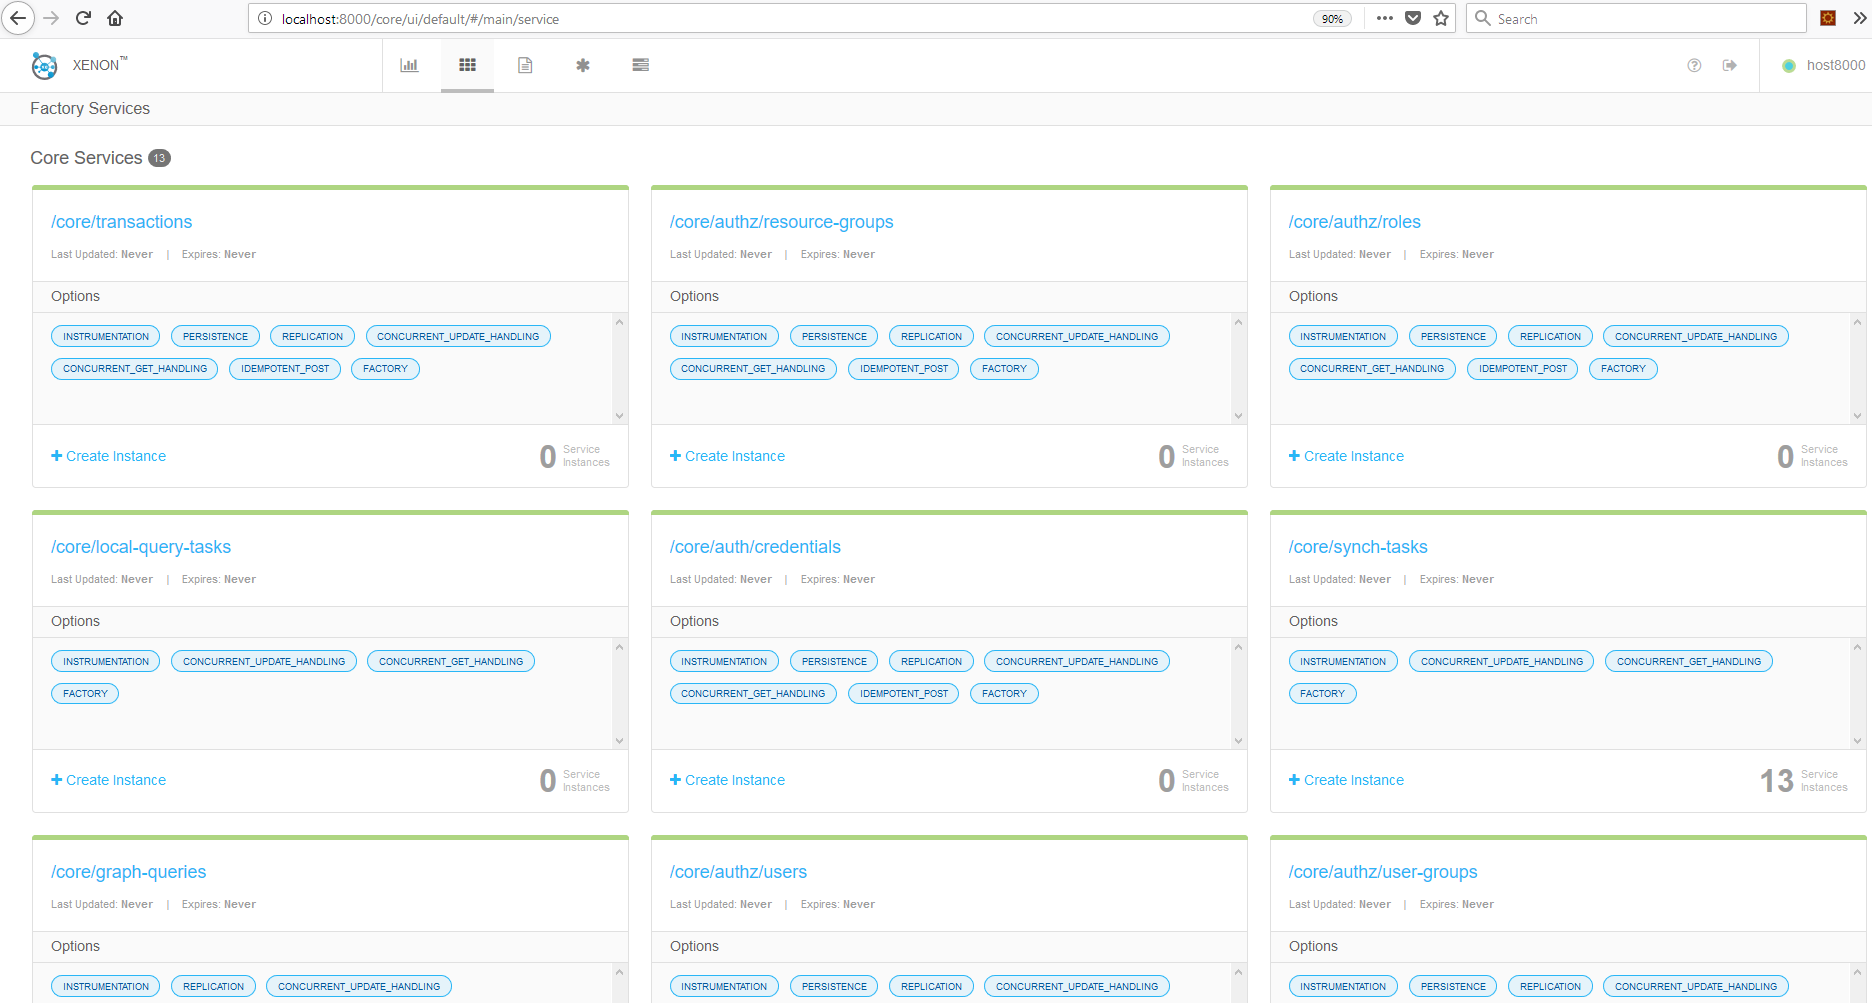 localhost:8000/core/ui/default/#/main/service
90%
Search
XENON™
host8000
Factory Services
Core Services 13
/core/transactions
Last Updated: Never | Expires: Never
Options
INSTRUMENTATION PERSISTENCE REPLICATION CONCURRENT_UPDATE_HANDLING
CONCURRENT_GET_HANDLING IDEMPOTENT_POST FACTORY
Create Instance
0 Service Instances
/core/authz/resource-groups
Last Updated: Never | Expires: Never
Options
INSTRUMENTATION PERSISTENCE REPLICATION CONCURRENT_UPDATE_HANDLING
CONCURRENT_GET_HANDLING IDEMPOTENT_POST FACTORY
Create Instance
0 Service Instances
/core/authz/roles
Last Updated: Never | Expires: Never
Options
INSTRUMENTATION PERSISTENCE REPLICATION CONCURRENT_UPDATE_HANDLING
CONCURRENT_GET_HANDLING IDEMPOTENT_POST FACTORY
Create Instance
0 Service Instances
/core/local-query-tasks
Last Updated: Never | Expires: Never
Options
INSTRUMENTATION CONCURRENT_UPDATE_HANDLING CONCURRENT_GET_HANDLING
FACTORY
Create Instance
0 Service Instances
/core/auth/credentials
Last Updated: Never | Expires: Never
Options
INSTRUMENTATION PERSISTENCE REPLICATION CONCURRENT_UPDATE_HANDLING
CONCURRENT_GET_HANDLING IDEMPOTENT_POST FACTORY
Create Instance
0 Service Instances
/core/synch-tasks
Last Updated: Never | Expires: Never
Options
INSTRUMENTATION CONCURRENT_UPDATE_HANDLING CONCURRENT_GET_HANDLING
FACTORY
Create Instance
13 Service Instances
/core/graph-queries
Last Updated: Never | Expires: Never
Options
INSTRUMENTATION REPLICATION CONCURRENT_UPDATE_HANDLING
/core/authz/users
Last Updated: Never | Expires: Never
Options
INSTRUMENTATION PERSISTENCE REPLICATION CONCURRENT_UPDATE_HANDLING
/core/authz/user-groups
Last Updated: Never | Expires: Never
Options
INSTRUMENTATION PERSISTENCE REPLICATION CONCURRENT_UPDATE_HANDLING